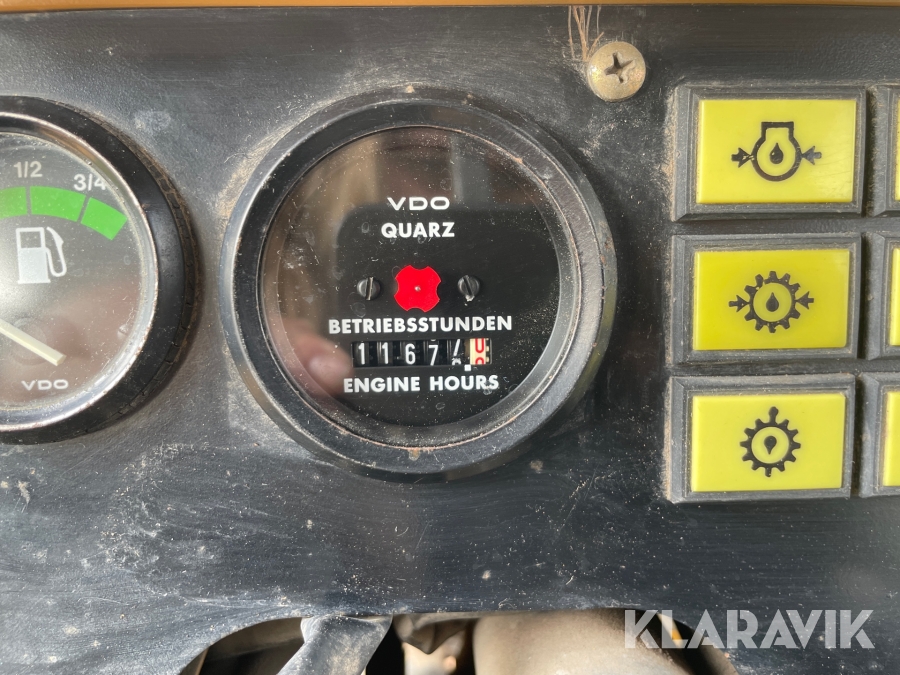 1/2 3/4
VDO
VDO
QUARZ
BETRIEBSSTUNDEN
1167
ENGINE HOURS
KLARAVIK